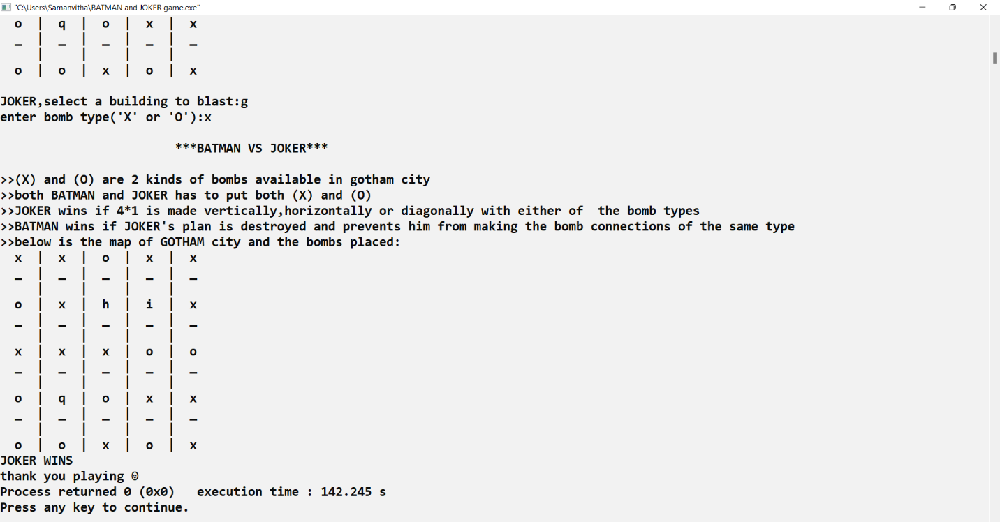 "C:\Users\Samanvitha\BATMAN and JOKER game.exe"
o | q | o | x | x
_ | _ | _ | _ | _
| | | |
o | o | x | o | x
JOKER,select a building to blast:g
enter bomb type('X' or 'O'):x
***BATMAN VS JOKER***
>>(X) and (O) are 2 kinds of bombs available in gotham city
>>both BATMAN and JOKER has to put both (X) and (O)
>>JOKER wins if 4*1 is made vertically,horizontally or diagonally with either of  the bomb types
>>BATMAN wins if JOKER's plan is destroyed and prevents him from making the bomb connections of the same type
>>below is the map of GOTHAM city and the bombs placed:
x | x | o | x | x
_ | _ | _ | _ | _
| | | |
o | x | h | i | x
_ | _ | _ | _ | _
| | | |
x | x | x | o | o
_ | _ | _ | _ | _
| | | |
o | q | o | x | x
_ | _ | _ | _ | _
| | | |
o | o | x | o | x
JOKER WINS
thank you playing ☺
Process returned 0 (0x0)   execution time : 142.245 s
Press any key to continue.